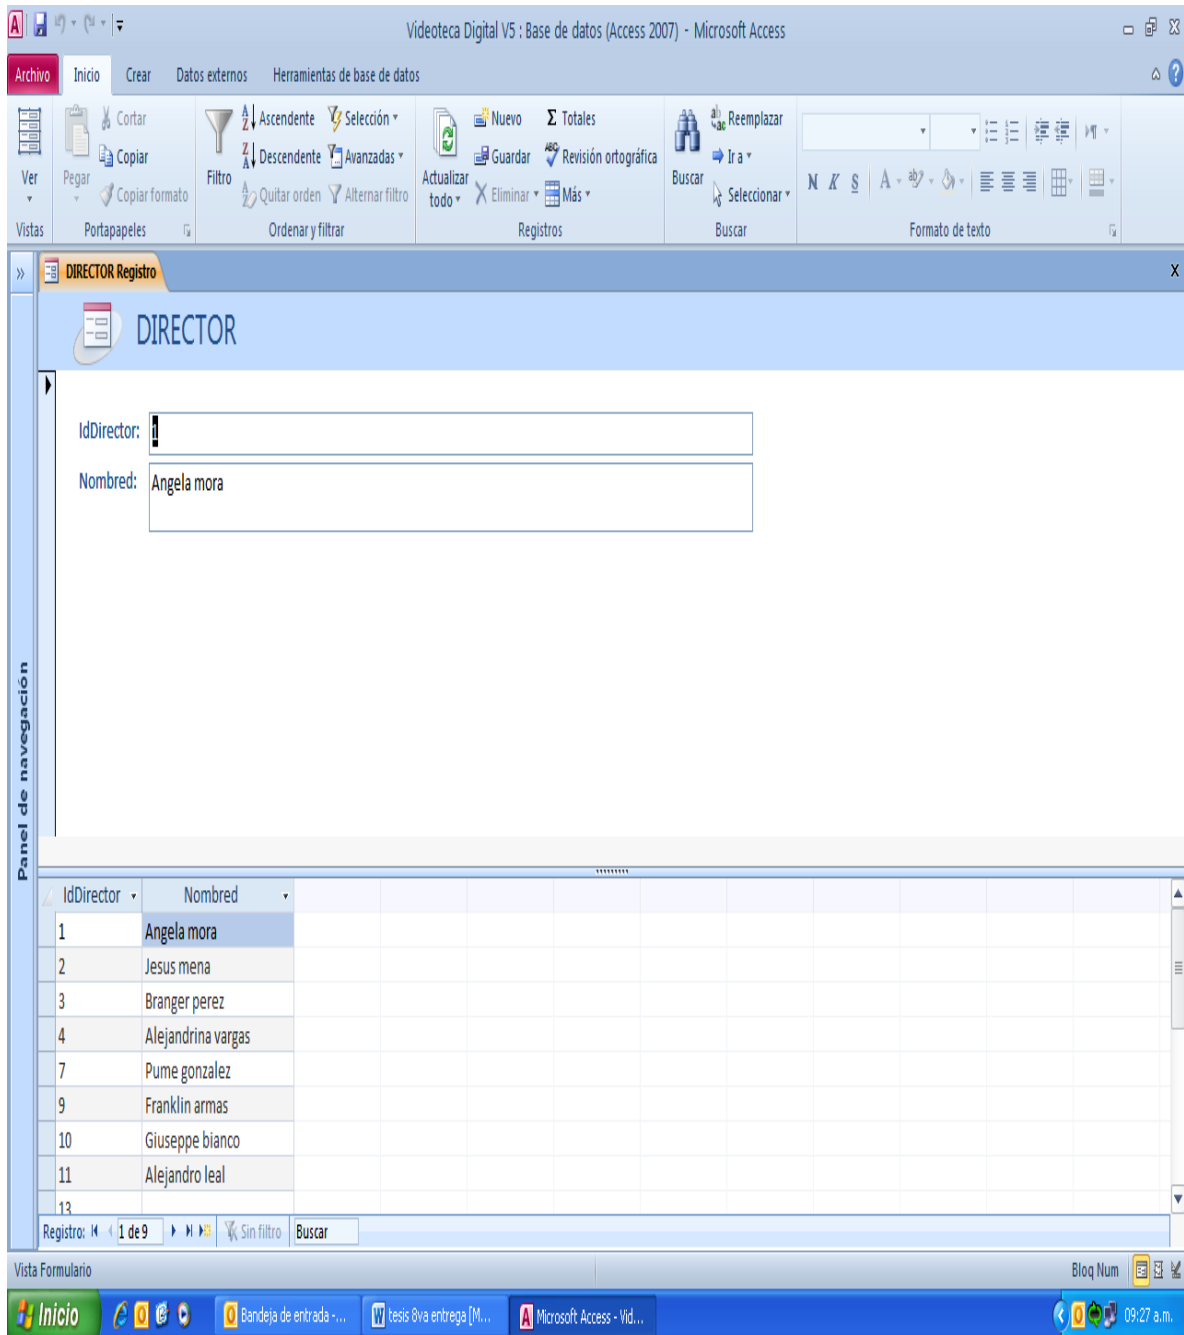 Videoteca Digital V5 : Base de datos (Access 2007) - Microsoft Access
Archivo Inicio Crear Datos externos Herramientas de base de datos
Ver
Vistas
Pegar
Cortar
Copiar
Copiar formato
Portapapeles
Filtro
Ascendente
Descendente
Quitar orden
Selección
Avanzadas
Alternar filtro
Ordenar y filtrar
Actualizar
todo
Nuevo
Guardar
Eliminar
Σ Totales
Revisión ortográfica
Más
Registros
Buscar
Reemplazar
Ir a
Seleccionar
Buscar
N K S A
Formato de texto
DIRECTOR Registro
DIRECTOR
IdDirector: 1
Nombred: Angela mora
Panel de navegación
IdDirector Nombred
1 Angela mora
2 Jesus mena
3 Branger perez
4 Alejandrina vargas
7 Pume gonzalez
9 Franklin armas
10 Giuseppe bianco
11 Alejandro leal
13
Registro: 1 de 9 Sin filtro Buscar
Vista Formulario Bloq Num
Inicio Bandeja de entrada -... tesis 8va entrega [M... Microsoft Access - Vid... 09:27 a.m.